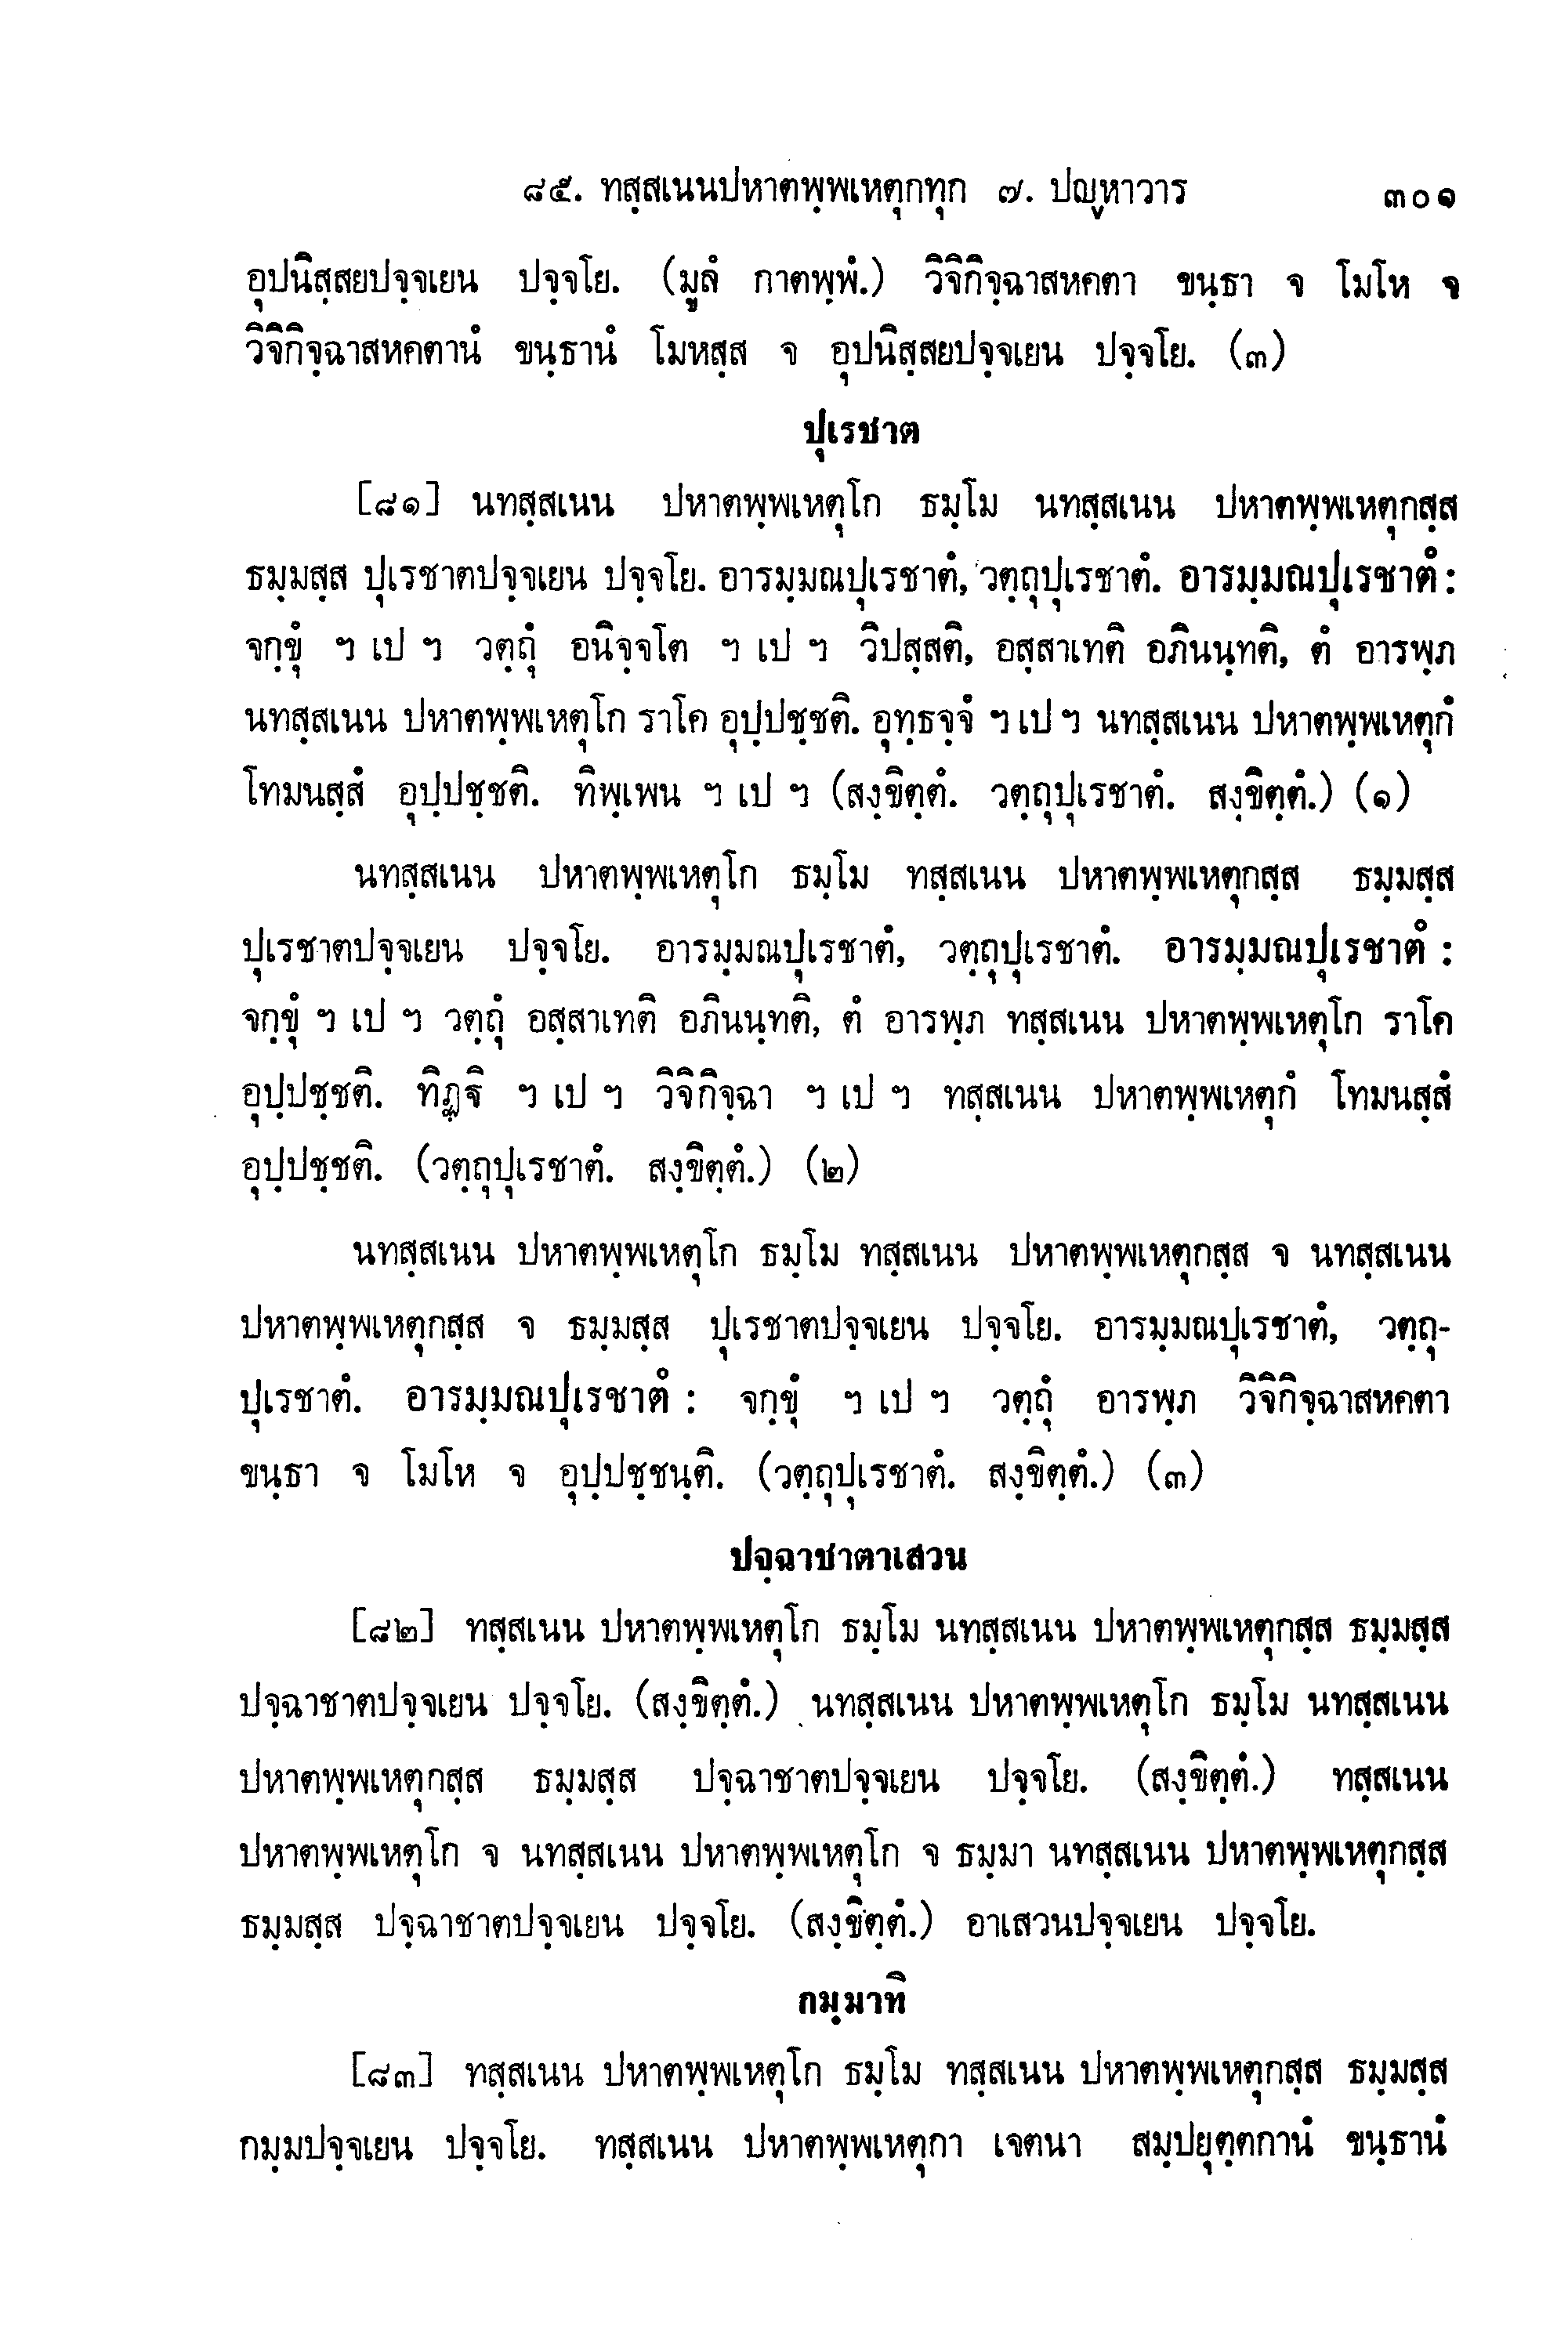 ๘๕. ทสฺสเนนปหาตพฺพเหตุกทุก ๗. ปญฺหาวาร ๓๐๑
อุปนิสฺสยปจฺจเยน ปจฺจโย. (มูลํ กาตพฺพํ.) วิจิกิจฺฉาสหคตา ขนฺธา จ โมโห จ
วิจิกิจฺฉาสหคตานํ ขนฺธานํ โมหสฺส จ อุปนิสฺสยปจฺจเยน ปจฺจโย. (๓)
ปุเรชาต
[๘๑] นทสฺสเนน ปหาตพฺพเหตุโก ธมฺโม นทสฺสเนน ปหาตพฺพเหตุกสฺส
ธมฺมสฺส ปุเรชาตปจฺจเยน ปจฺจโย. อารมฺมณปุเรชาตํ, วตฺถุปุเรชาตํ. อารมฺมณปุเรชาตํ :
จกฺขุํ ฯ เป ฯ วตฺถุํ อนิจฺจโต ฯ เป ฯ วิปสฺสติ, อสฺสาเทติ อภินนฺทติ, ตํ อารพฺภ
นทสฺสเนน ปหาตพฺพเหตุโก ราโค อุปฺปชฺชติ. อุทฺธจฺจํ ฯ เป ฯ นทสฺสเนน ปหาตพฺพเหตุกํ
โทมนสฺสํ อุปฺปชฺชติ. ทิพฺเพน ฯ เป ฯ (สงฺขิตฺตํ. วตฺถุปุเรชาตํ. สงฺขิตฺตํ.) (๑)
นทสฺสเนน ปหาตพฺพเหตุโก ธมฺโม ทสฺสเนน ปหาตพฺพเหตุกสฺส ธมฺมสฺส
ปุเรชาตปจฺจเยน ปจฺจโย. อารมฺมณปุเรชาตํ, วตฺถุปุเรชาตํ. อารมฺมณปุเรชาตํ :
จกฺขุํ ฯ เป ฯ วตฺถุํ อสฺสาเทติ อภินนฺทติ, ตํ อารพฺภ ทสฺสเนน ปหาตพฺพเหตุโก ราโค
อุปฺปชฺชติ. ทิฏฺฐิ ฯ เป ฯ วิจิกิจฺฉา ฯ เป ฯ ทสฺสเนน ปหาตพฺพเหตุกํ โทมนสฺสํ
อุปฺปชฺชติ. (วตฺถุปุเรชาตํ. สงฺขิตฺตํ.) (๒)
นทสฺสเนน ปหาตพฺพเหตุโก ธมฺโม ทสฺสเนน ปหาตพฺพเหตุกสฺส จ นทสฺสเนน
ปหาตพฺพเหตุกสฺส จ ธมฺมสฺส ปุเรชาตปจฺจเยน ปจฺจโย. อารมฺมณปุเรชาตํ, วตฺถุ-
ปุเรชาตํ. อารมฺมณปุเรชาตํ : จกฺขุํ ฯ เป ฯ วตฺถุํ อารพฺภ วิจิกิจฺฉาสหคตา
ขนฺธา จ โมโห จ อุปฺปชฺชนฺติ. (วตฺถุปุเรชาตํ. สงฺขิตฺตํ.) (๓)
ปจฺฉาชาตาเสวน
[๘๒] ทสฺสเนน ปหาตพฺพเหตุโก ธมฺโม นทสฺสเนน ปหาตพฺพเหตุกสฺส ธมฺมสฺส
ปจฺฉาชาตปจฺจเยน ปจฺจโย. (สงฺขิตฺตํ.) นทสฺสเนน ปหาตพฺพเหตุโก ธมฺโม นทสฺสเนน
ปหาตพฺพเหตุกสฺส ธมฺมสฺส ปจฺฉาชาตปจฺจเยน ปจฺจโย. (สงฺขิตฺตํ.) ทสฺสเนน
ปหาตพฺพเหตุโก จ นทสฺสเนน ปหาตพฺพเหตุโก จ ธมฺมา นทสฺสเนน ปหาตพฺพเหตุกสฺส
ธมฺมสฺส ปจฺฉาชาตปจฺจเยน ปจฺจโย. (สงฺขิตฺตํ.) อาเสวนปจฺจเยน ปจฺจโย.
กมฺมาทิ
[๘๓] ทสฺสเนน ปหาตพฺพเหตุโก ธมฺโม ทสฺสเนน ปหาตพฺพเหตุกสฺส ธมฺมสฺส
กมฺมปจฺจเยน ปจฺจโย. ทสฺสเนน ปหาตพฺพเหตุกา เจตนา สมฺปยุตฺตกานํ ขนฺธานํ